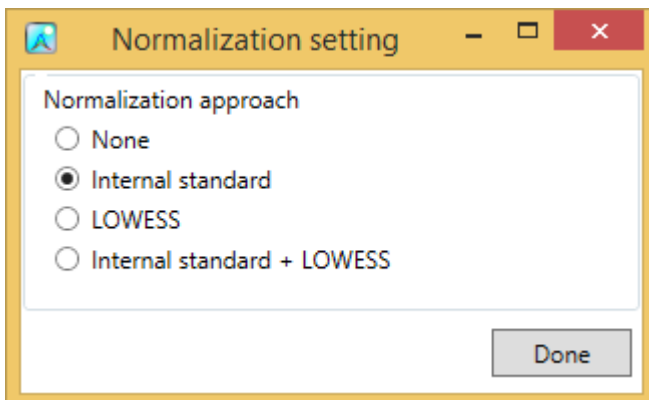 Normalization setting
Normalization approach
None
Internal standard
LOWESS
Internal standard + LOWESS
Done